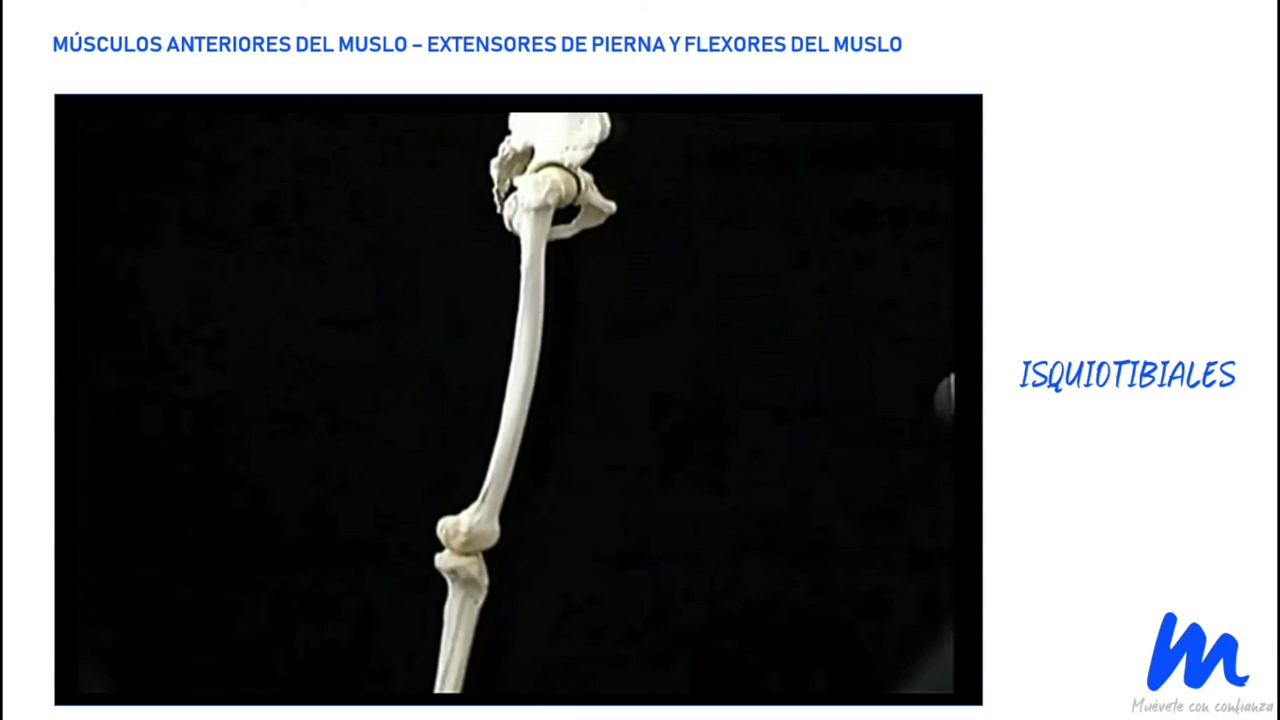 MÚSCULOS ANTERIORES DEL MUSLO – EXTENSORES DE PIERNA Y FLEXORES DEL MUSLO
ISQUIOTIBIALES
Muévete con confianza